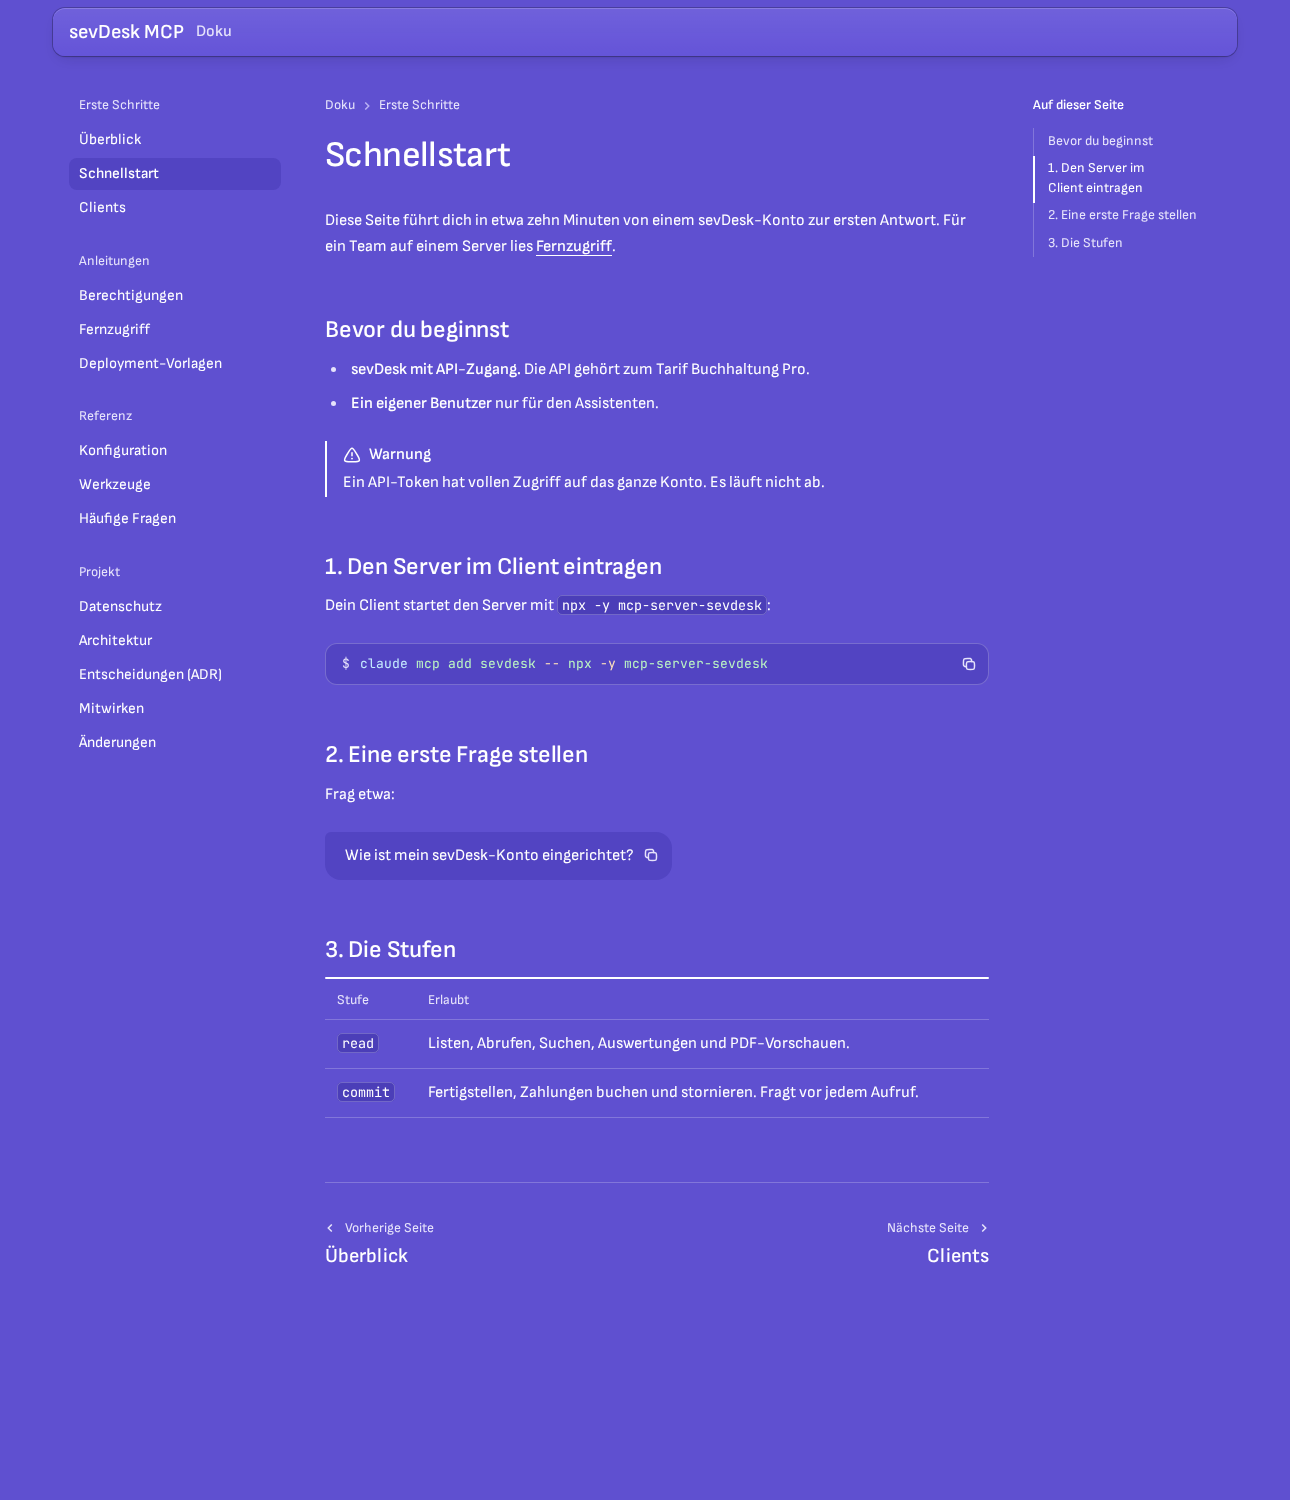 sevDesk MCP Doku
Erste Schritte
Überblick
Schnellstart
Clients
Anleitungen
Berechtigungen
Fernzugriff
Deployment-Vorlagen
Referenz
Konfiguration
Werkzeuge
Häufige Fragen
Projekt
Datenschutz
Architektur
Entscheidungen (ADR)
Mitwirken
Änderungen
Doku > Erste Schritte
Schnellstart
Diese Seite führt dich in etwa zehn Minuten von einem sevDesk-Konto zur ersten Antwort. Für
ein Team auf einem Server lies Fernzugriff.
Bevor du beginnst
• sevDesk mit API-Zugang. Die API gehört zum Tarif Buchhaltung Pro.
• Ein eigener Benutzer nur für den Assistenten.
Warnung
Ein API-Token hat vollen Zugriff auf das ganze Konto. Es läuft nicht ab.
1. Den Server im Client eintragen
Dein Client startet den Server mit npx -y mcp-server-sevdesk:
$ claude mcp add sevdesk -- npx -y mcp-server-sevdesk
2. Eine erste Frage stellen
Frag etwa:
Wie ist mein sevDesk-Konto eingerichtet?
3. Die Stufen
Stufe Erlaubt
read Listen, Abrufen, Suchen, Auswertungen und PDF-Vorschauen.
commit Fertigstellen, Zahlungen buchen und stornieren. Fragt vor jedem Aufruf.
Vorherige Seite
Überblick
Nächste Seite
Clients
Auf dieser Seite
Bevor du beginnst
1. Den Server im
Client eintragen
2. Eine erste Frage stellen
3. Die Stufen